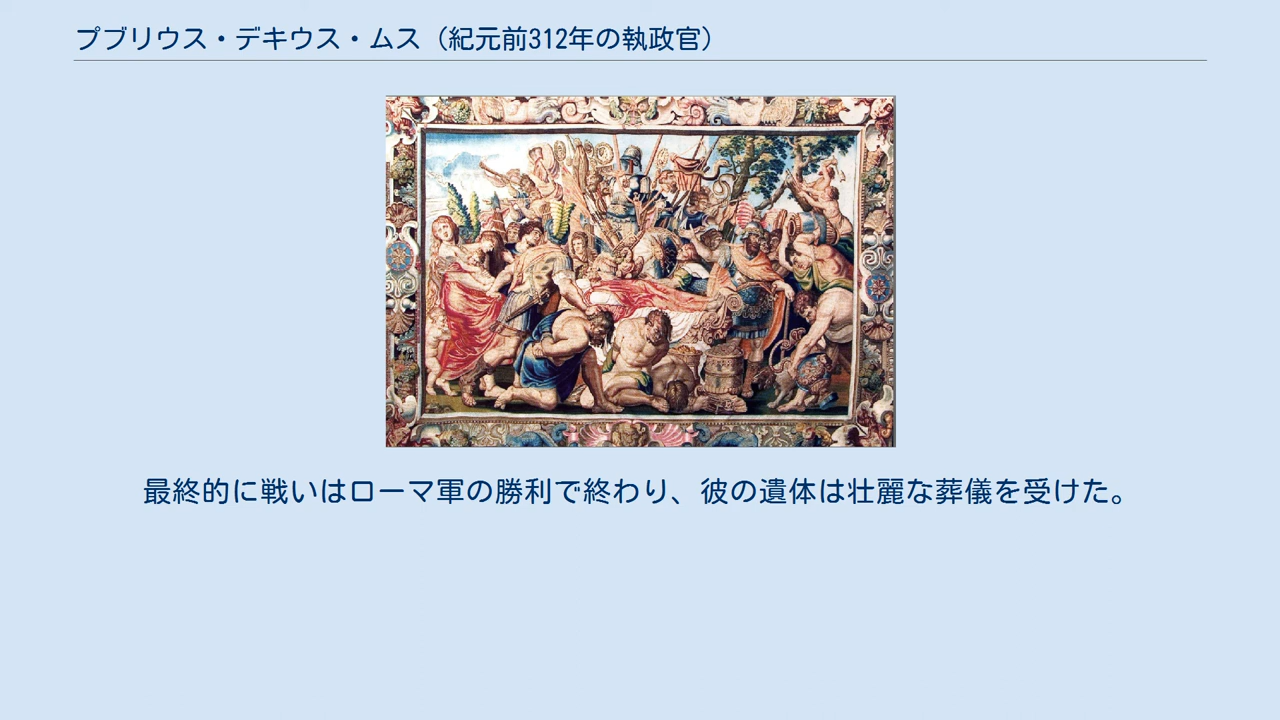 プブリウス・デキウス・ムス（紀元前312年の執政官）
最終的に戦いはローマ軍の勝利で終わり、彼の遺体は壮麗な葬儀を受けた。